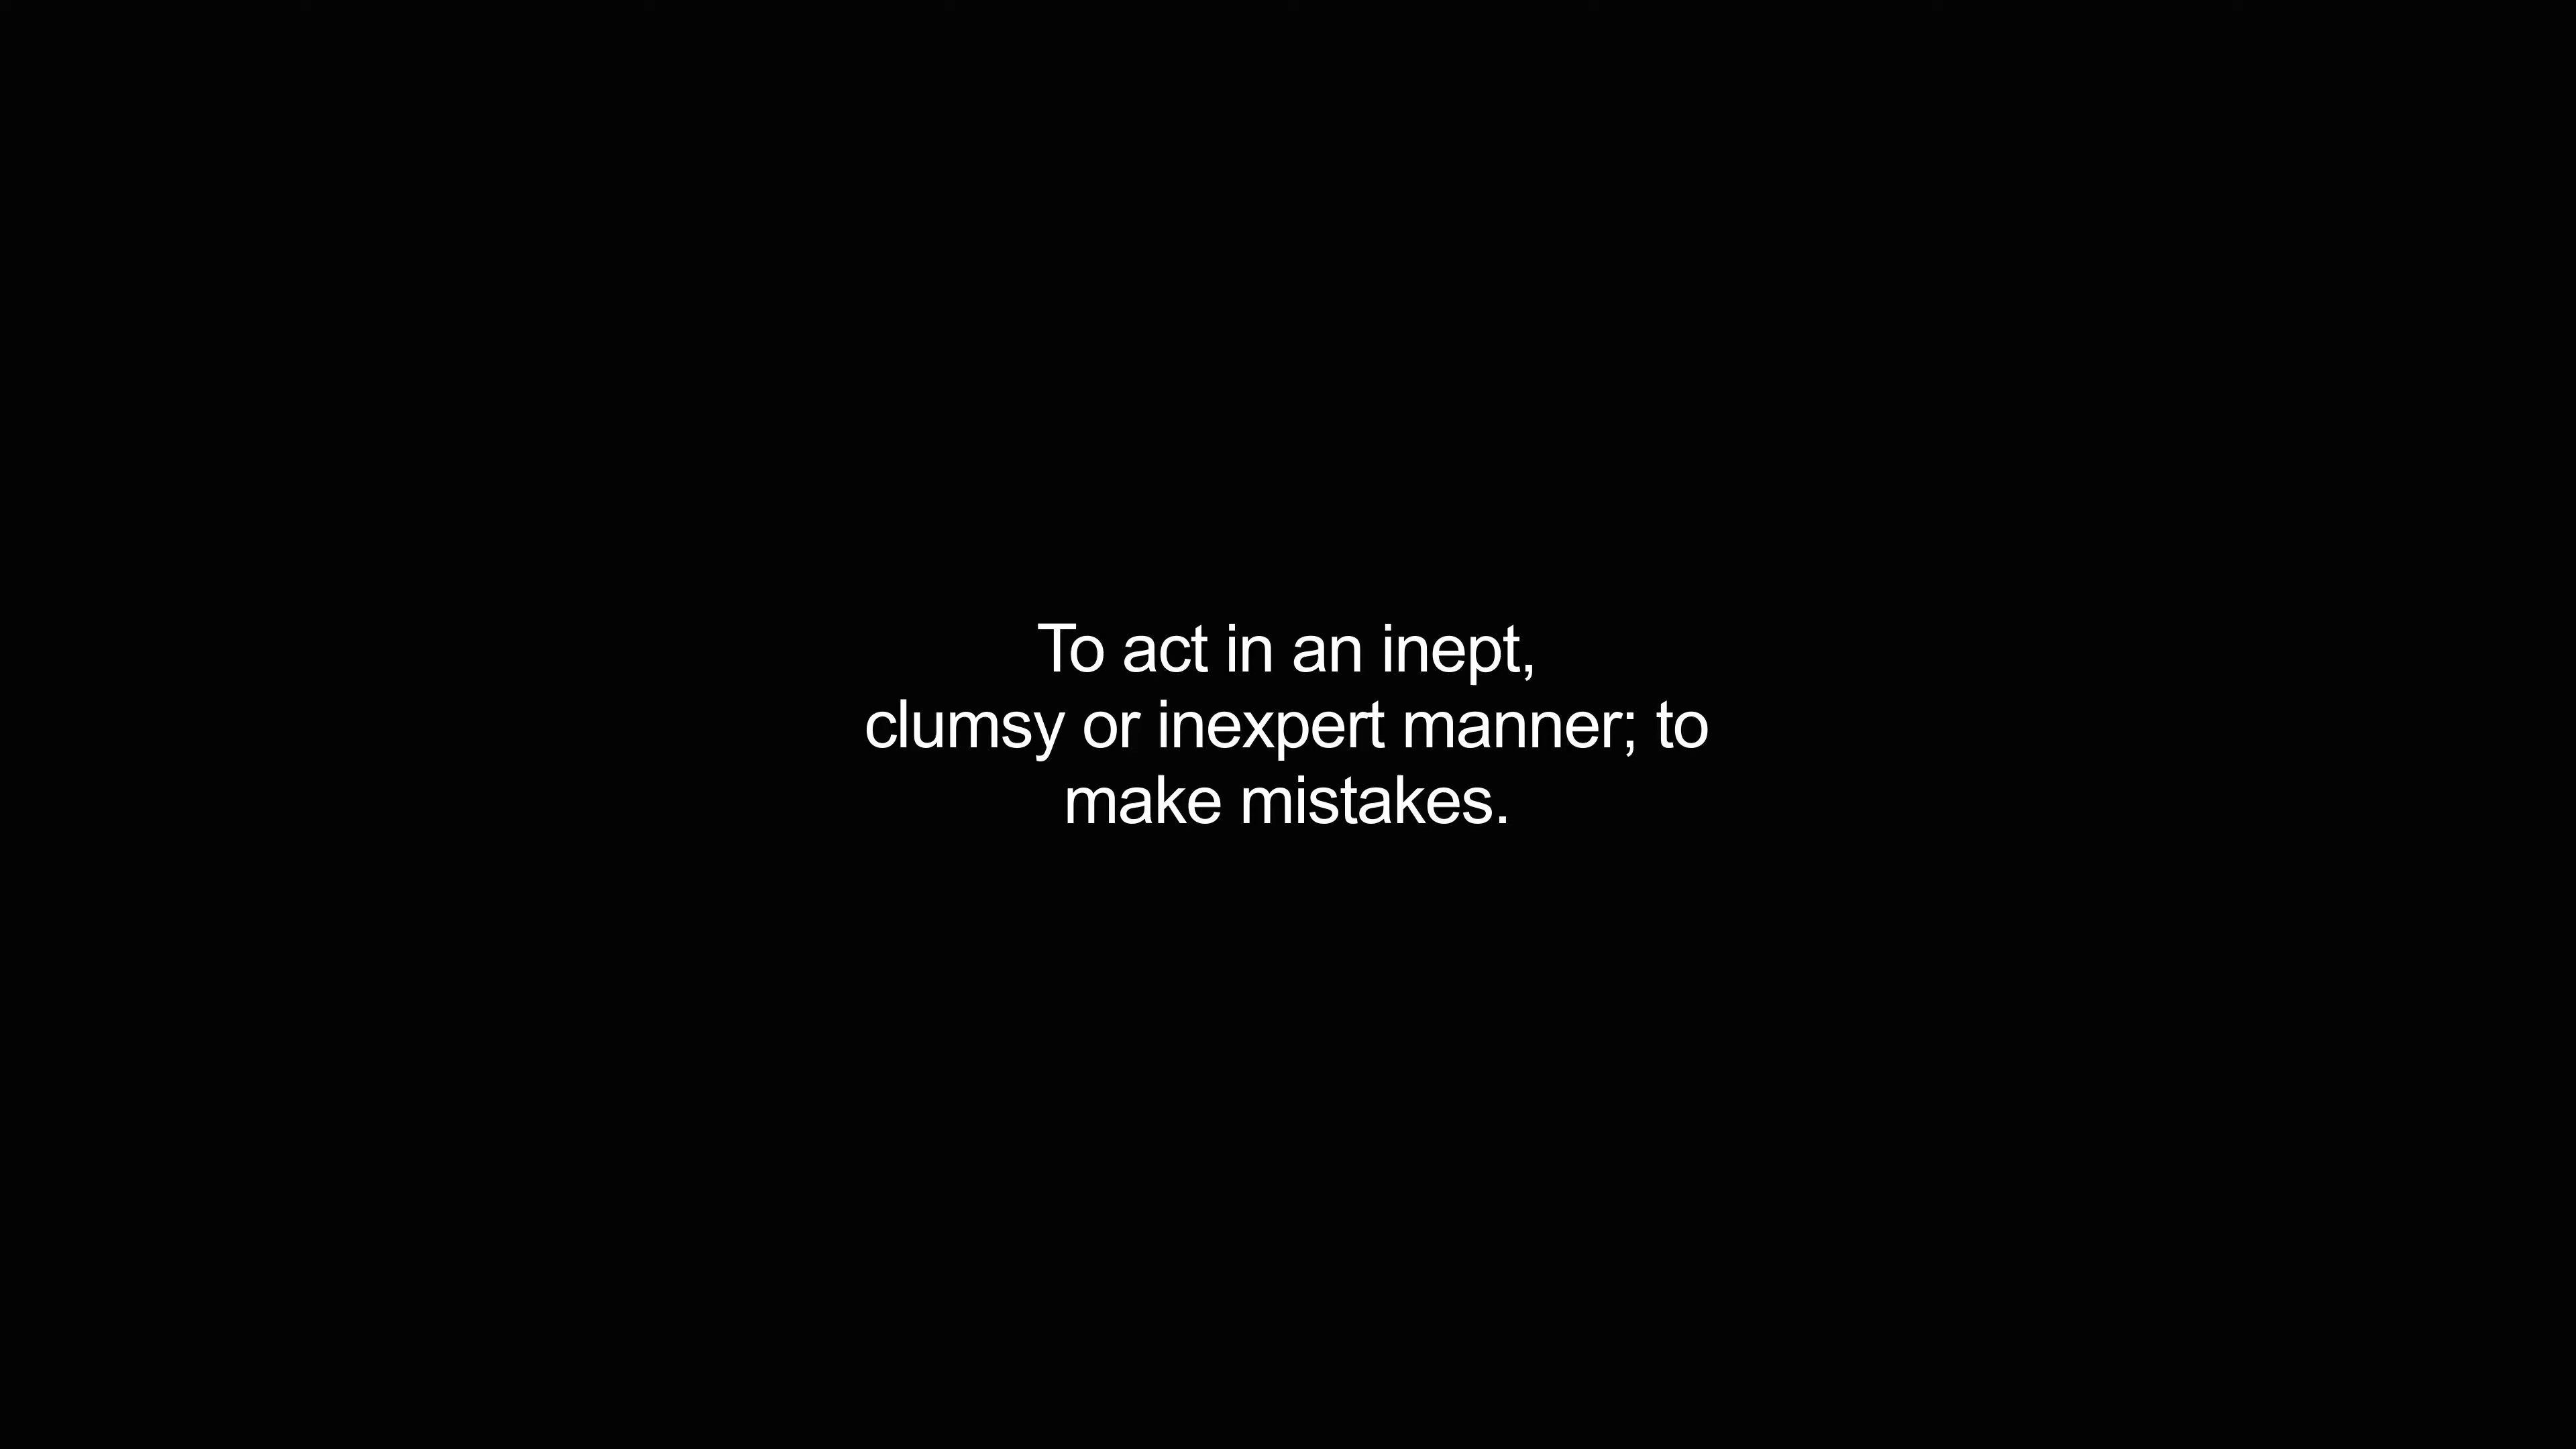 To act in an inept,
clumsy or inexpert manner; to
make mistakes.